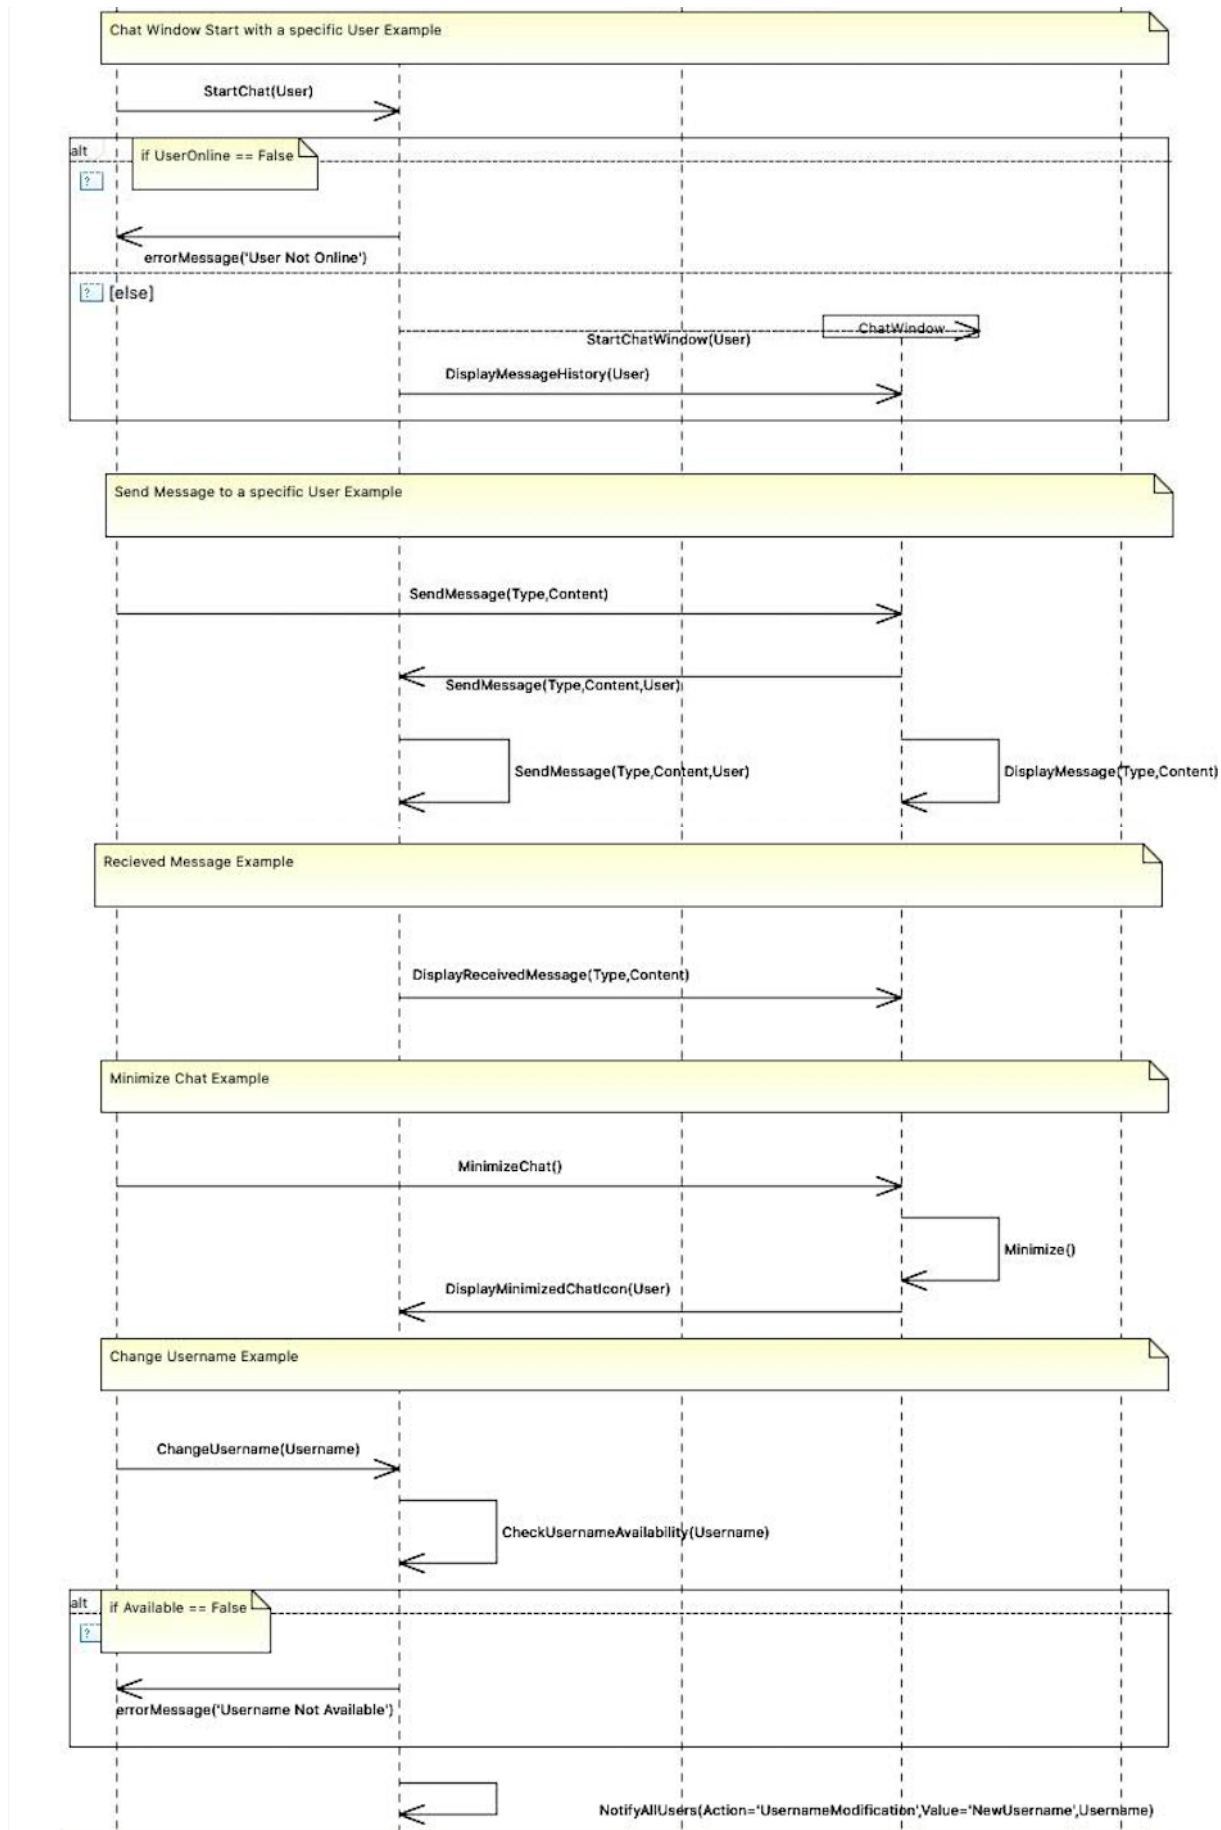 Chat Window Start with a specific User Example
StartChat(User)
alt
if UserOnline == False
?
errorMessage('User Not Online')
? [else]
ChatWindow
StartChatWindow(User)
DisplayMessageHistory(User)
Send Message to a specific User Example
SendMessage(Type,Content)
SendMessage(Type,Content,User)
SendMessage(Type,Content,User)
DisplayMessage(Type,Content)
Recieved Message Example
DisplayReceivedMessage(Type,Content)
Minimize Chat Example
MinimizeChat()
Minimize()
DisplayMinimizedChatIcon(User)
Change Username Example
ChangeUsername(Username)
CheckUsernameAvailability(Username)
alt
if Available == False
?
errorMessage('Username Not Available')
NotifyAllUsers(Action='UsernameModification',Value='NewUsername',Username)